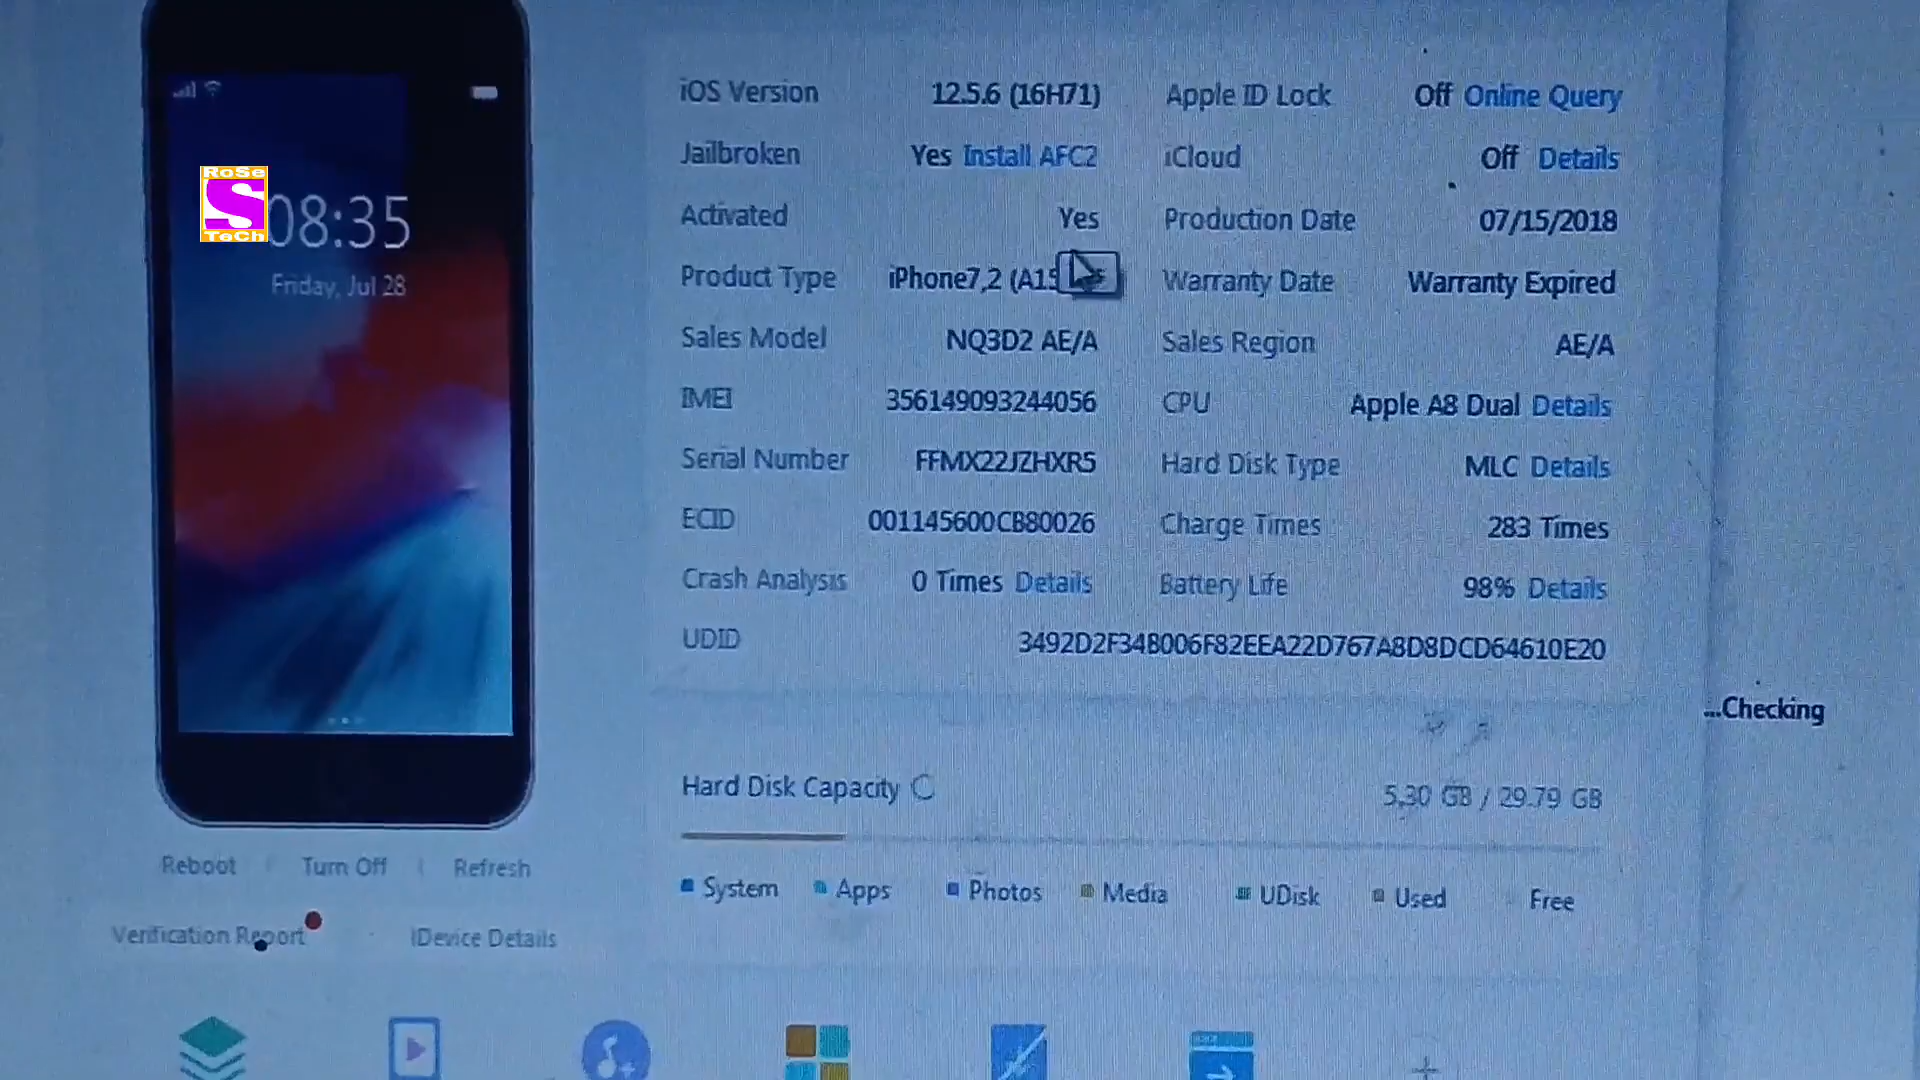 RoSe
S
TeCh
08:35
Friday, Jul 28
iOS Version 12.5.6 (16H71) Apple ID Lock Off Online Query
Jailbroken Yes Install AFC2 iCloud Off Details
Activated Yes Production Date 07/15/2018
Product Type iPhone7,2 Warranty Date Warranty Expired
Sales Model NQ3D2 AE/A Sales Region AE/A
IMEI 356149093244056 CPU Apple A8 Dual Details
Serial Number FFMX22JZHXR5 Hard Disk Type MLC Details
ECID 001145600CB80026 Charge Times 283 Times
Crash Analysis 0 Times Details Battery Life 98% Details
UDID 3492D2F34B006F82EEA22D767A8D8DCD64610E20
...Checking
Hard Disk Capacity 5.30 GB / 29.79 GB
System Apps Photos Media UDisk Used Free
Reboot Turn Off Refresh
Verification Report iDevice Details